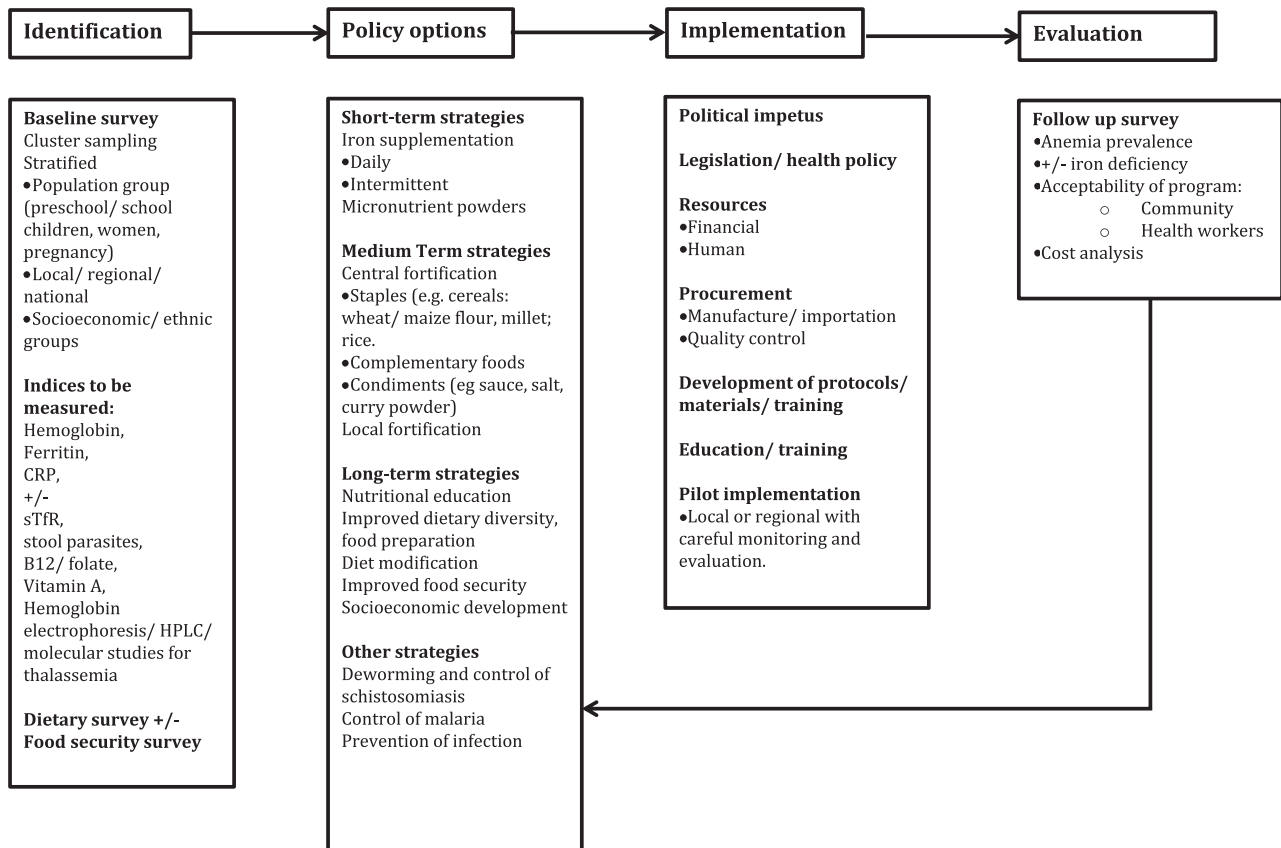 Identification
Policy options
Implementation
Evaluation
Baseline survey
Cluster sampling
Stratified
•Population group
(preschool/ school
children, women,
pregnancy)
•Local/ regional/
national
•Socioeconomic/ ethnic
groups
Indices to be
measured:
Hemoglobin,
Ferritin,
CRP,
+/-
sTfR,
stool parasites,
B12/ folate,
Vitamin A,
Hemoglobin
electrophoresis/ HPLC/
molecular studies for
thalassemia
Dietary survey +/-
Food security survey
Short-term strategies
Iron supplementation
•Daily
•Intermittent
Micronutrient powders
Medium Term strategies
Central fortification
•Staples (e.g. cereals:
wheat/ maize flour, millet;
rice.
•Complementary foods
•Condiments (eg sauce, salt,
curry powder)
Local fortification
Long-term strategies
Nutritional education
Improved dietary diversity,
food preparation
Diet modification
Improved food security
Socioeconomic development
Other strategies
Deworming and control of
schistosomiasis
Control of malaria
Prevention of infection
Political impetus
Legislation/ health policy
Resources
•Financial
•Human
Procurement
•Manufacture/ importation
•Quality control
Development of protocols/
materials/ training
Education/ training
Pilot implementation
•Local or regional with
careful monitoring and
evaluation.
Follow up survey
•Anemia prevalence
•+/- iron deficiency
•Acceptability of program:
o Community
o Health workers
•Cost analysis